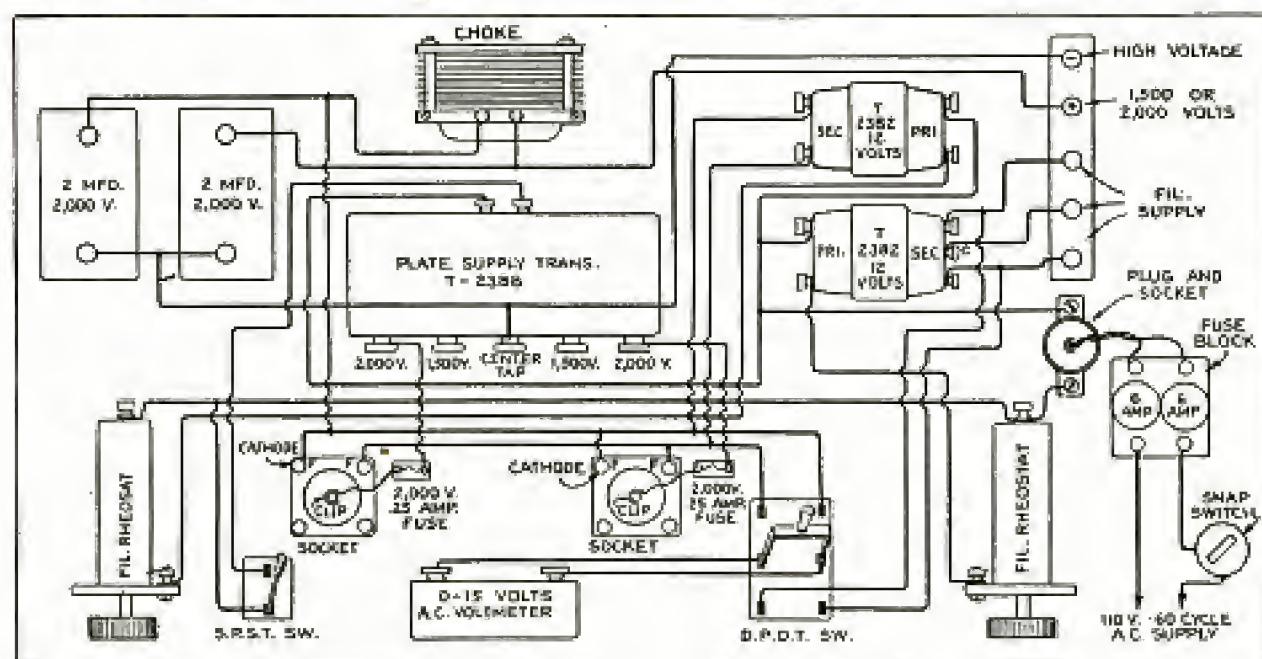 CHOKE
HIGH VOLTAGE
1,500 OR
2,000 VOLTS
FIL.
SUPPLY
PLUG AND
SOCKET
FUSE
BLOCK
2 MFD.
2,000 V.
2 MFD.
2,000 V.
SEC.
T
2382
12
VOLTS
PRI.
PRI.
T
2382
12
VOLTS
SEC.
PLATE SUPPLY TRANS.
T-2388
2,000V.
1,500V.
CENTER
TAP
1,500V.
2,000V.
6
AMP
6
AMP
FIL. RHEOSTAT
CATHODE
F
F
CLIP
SOCKET
2,000 V.
.25 AMP.
FUSE
CATHODE
CLIP
SOCKET
2,000V.
.25 AMP.
FUSE
FIL. RHEOSTAT
SNAP
SWITCH
S.P.S.T. SW.
0-15 VOLTS
A.C. VOLTMETER
D.P.D.T. SW.
110 V. -60 CYCLE
A.C. SUPPLY